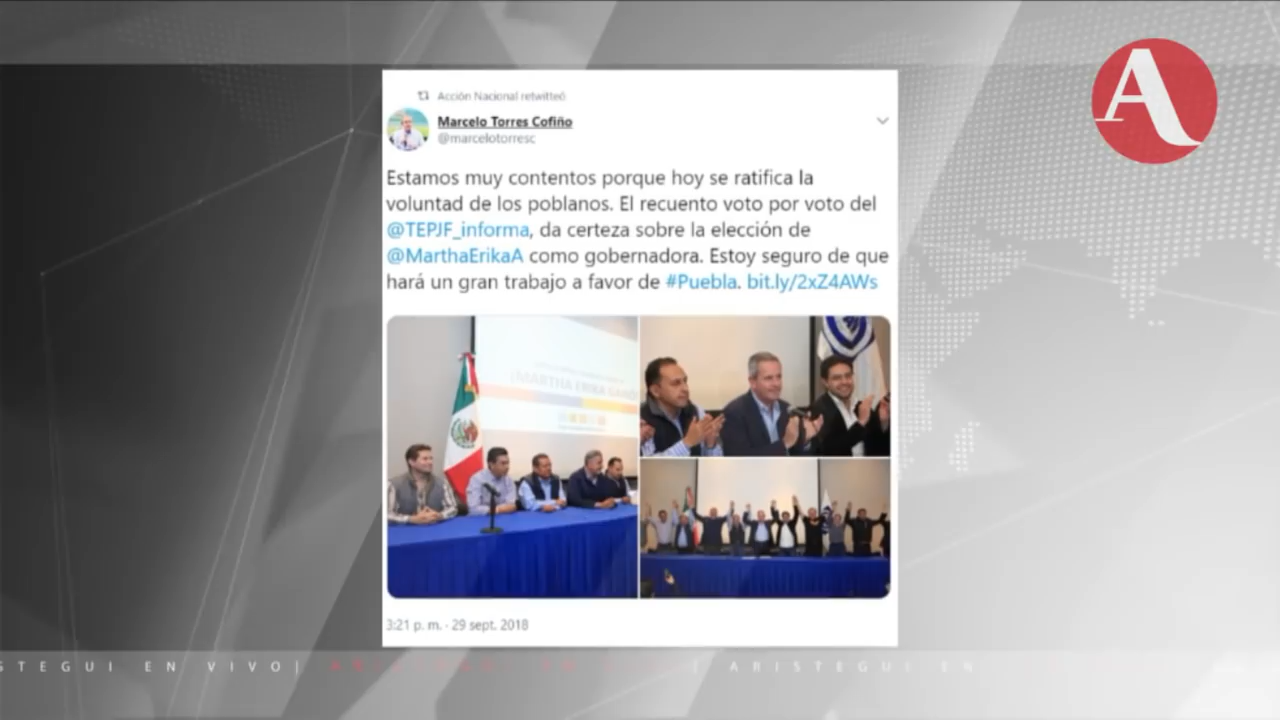 A
Acción Nacional retwitteó
Marcelo Torres Cofiño
@marcelotorresc
Estamos muy contentos porque hoy se ratifica la
voluntad de los poblanos. El recuento voto por voto del
@TEPJF_informa, da certeza sobre la elección de
@MarthaErikaA como gobernadora. Estoy seguro de que
hará un gran trabajo a favor de #Puebla. bit.ly/2xZ4AWs
MARTHA ERIKA
3:21 p. m. - 29 sept. 2018
STEGUI EN VIVO| | ARISTEGUI EN